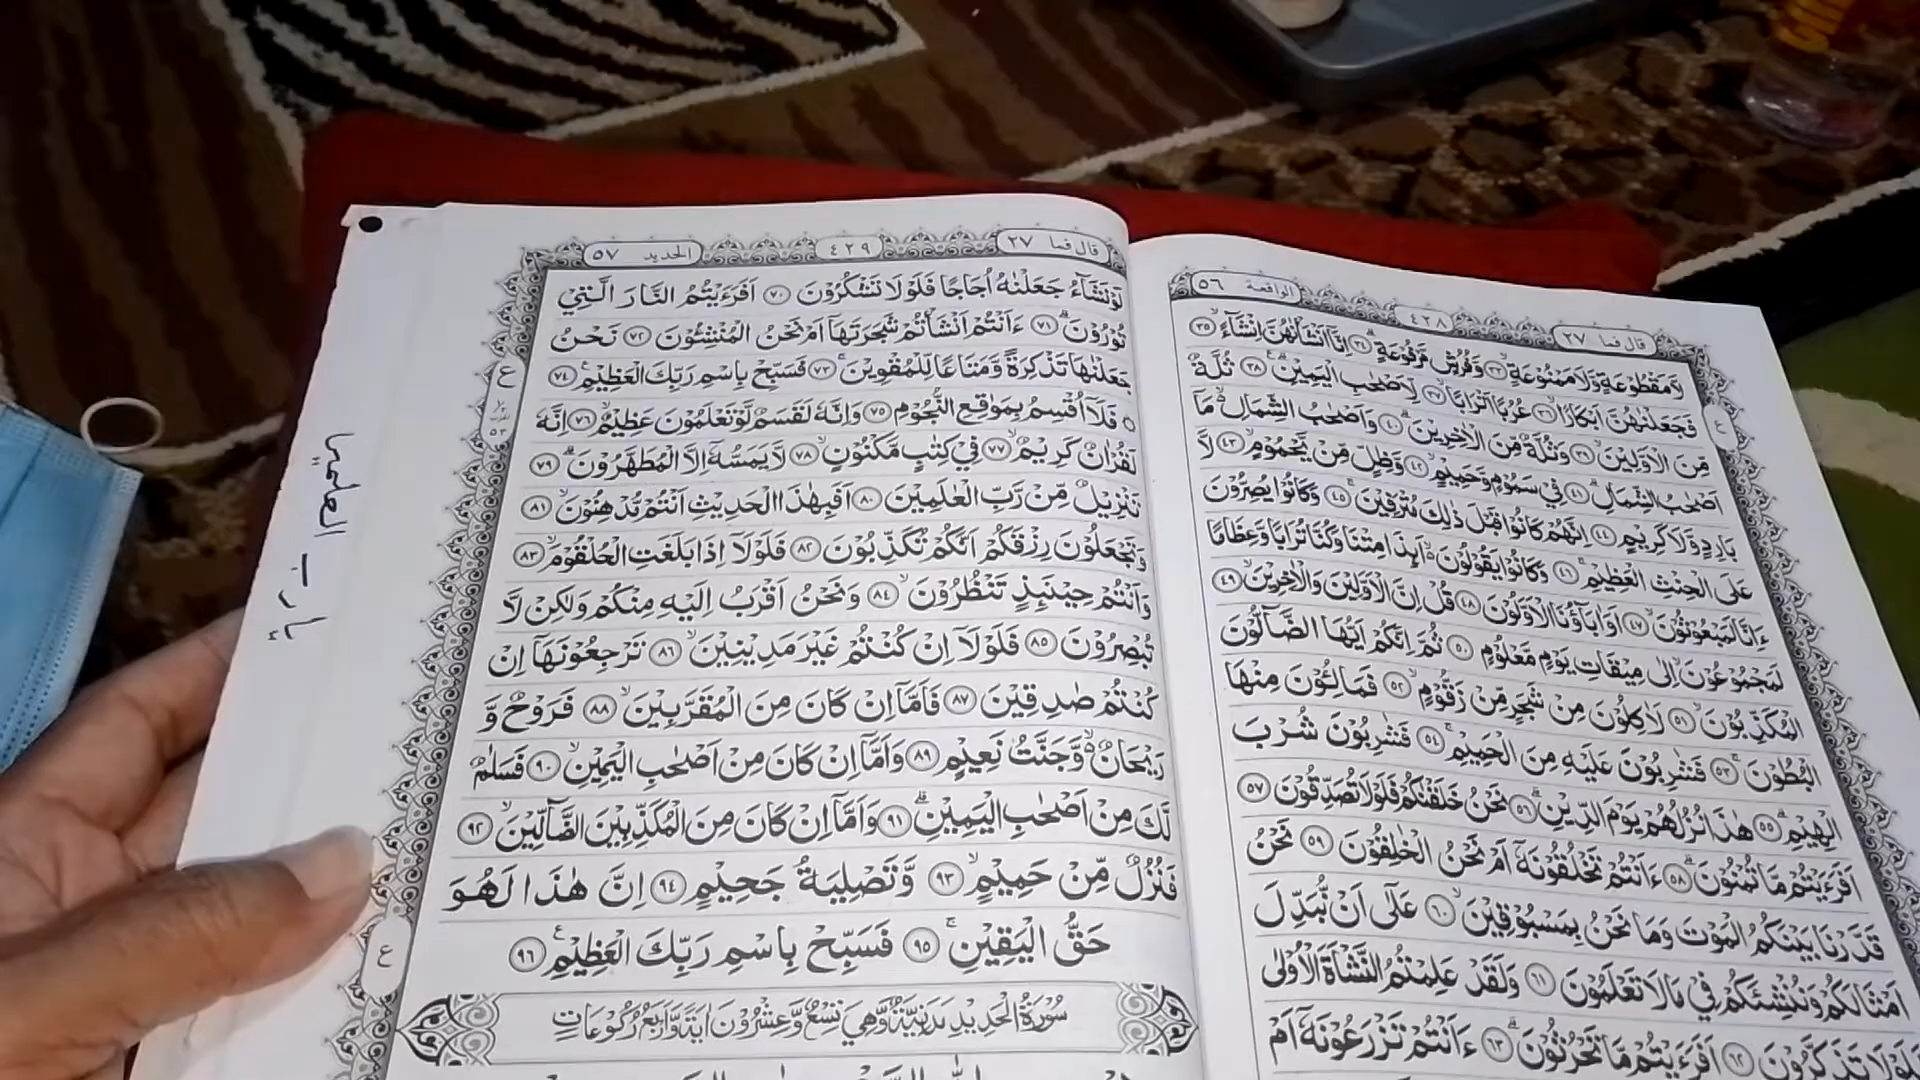 قال فما ٢٧
٤٢٨
الواقعة ٥٦
لَا مَقْطُوْعَةٍ وَّلَا مَمْنُوْعَةٍ ۙ ٣٣ وَّفُرُشٍ مَّرْفُوْعَةٍ ۗ ٣٤ اِنَّآ اَنْشَأْنٰهُنَّ اِنْشَاۤءً ۙ ٣٥
فَجَعَلْنٰهُنَّ اَبْكَارًا ۙ ٣٦ عُرُبًا اَتْرَابًا ۙ ٣٧ لِّاَصْحٰبِ الْيَمِيْنِ ۗ ٣٨ ثُلَّةٌ
مِّنَ الْاَوَّلِيْنَ ۙ ٣٩ وَثُلَّةٌ مِّنَ الْاٰخِرِيْنَ ۗ ٤٠ وَاَصْحٰبُ الشِّمَالِ ۙ مَآ
اَصْحٰبُ الشِّمَالِ ۗ ٤١ فِيْ سَمُوْمٍ وَّحَمِيْمٍ ۙ ٤٢ وَّظِلٍّ مِّنْ يَّحْمُوْمٍ ۙ ٤٣ لَّا
بَارِدٍ وَّلَا كَرِيْمٍ ٤٤ اِنَّهُمْ كَانُوْا قَبْلَ ذٰلِكَ مُتْرَفِيْنَ ۚ ٤٥ وَكَانُوْا يُصِرُّوْنَ
عَلَى الْحِنْثِ الْعَظِيْمِ ۚ ٤٦ وَكَانُوْا يَقُوْلُوْنَ ۙ اَىِٕذَا مِتْنَا وَكُنَّا تُرَابًا وَّعِظَامًا
ءَاِنَّا لَمَبْعُوْثُوْنَ ۙ ٤٧ اَوَاٰبَاۤؤُنَا الْاَوَّلُوْنَ ٤٨ قُلْ اِنَّ الْاَوَّلِيْنَ وَالْاٰخِرِيْنَ ۙ ٤٩
لَمَجْمُوْعُوْنَ ۙ اِلٰى مِيْقَاتِ يَوْمٍ مَّعْلُوْمٍ ٥٠ ثُمَّ اِنَّكُمْ اَيُّهَا الضَّاۤلُّوْنَ
الْمُكَذِّبُوْنَ ۙ ٥١ لَاٰكِلُوْنَ مِنْ شَجَرٍ مِّنْ زَقُّوْمٍ ۙ ٥٢ فَمَالِـُٔوْنَ مِنْهَا
الْبُطُوْنَ ۚ ٥٣ فَشٰرِبُوْنَ عَلَيْهِ مِنَ الْحَمِيْمِ ۚ ٥٤ فَشٰرِبُوْنَ شُرْبَ
الْهِيْمِ ۗ ٥٥ هٰذَا نُزُلُهُمْ يَوْمَ الدِّيْنِ ۗ ٥٦ نَحْنُ خَلَقْنٰكُمْ فَلَوْلَا تُصَدِّقُوْنَ ٥٧
اَفَرَءَيْتُمْ مَّا تُمْنُوْنَ ۗ ٥٨ ءَاَنْتُمْ تَخْلُقُوْنَهٗٓ اَمْ نَحْنُ الْخٰلِقُوْنَ ٥٩ نَحْنُ
قَدَّرْنَا بَيْنَكُمُ الْمَوْتَ وَمَا نَحْنُ بِمَسْبُوْقِيْنَ ۙ ٦٠ عَلٰٓى اَنْ نُّبَدِّلَ
اَمْثَالَكُمْ وَنُنْشِئَكُمْ فِيْ مَا لَا تَعْلَمُوْنَ ٦١ وَلَقَدْ عَلِمْتُمُ النَّشْاَةَ الْاُوْلٰى
فَلَوْلَا تَذَكَّرُوْنَ ٦٢ اَفَرَءَيْتُمْ مَّا تَحْرُثُوْنَ ۗ ٦٣ ءَاَنْتُمْ تَزْرَعُوْنَهٗٓ اَمْ
قال فما ٢٧
٤٢٩
الحديد ٥٧
لَوْ نَشَاۤءُ جَعَلْنٰهُ اُجَاجًا فَلَوْلَا تَشْكُرُوْنَ ٧٠ اَفَرَءَيْتُمُ النَّارَ الَّتِيْ
تُوْرُوْنَ ۗ ٧١ ءَاَنْتُمْ اَنْشَأْتُمْ شَجَرَتَهَآ اَمْ نَحْنُ الْمُنْشِـُٔوْنَ ٧٢ نَحْنُ
جَعَلْنٰهَا تَذْكِرَةً وَّمَتَاعًا لِّلْمُقْوِيْنَ ۚ ٧٣ فَسَبِّحْ بِاسْمِ رَبِّكَ الْعَظِيْمِ ۚ ٧٤
فَلَآ اُقْسِمُ بِمَوٰقِعِ النُّجُوْمِ ۙ ٧٥ وَاِنَّهٗ لَقَسَمٌ لَّوْ تَعْلَمُوْنَ عَظِيْمٌ ۙ ٧٦ اِنَّهٗ
لَقُرْاٰنٌ كَرِيْمٌ ۙ ٧٧ فِيْ كِتٰبٍ مَّكْنُوْنٍ ۙ ٧٨ لَّا يَمَسُّهٗٓ اِلَّا الْمُطَهَّرُوْنَ ۗ ٧٩
تَنْزِيْلٌ مِّنْ رَّبِّ الْعٰلَمِيْنَ ٨٠ اَفَبِهٰذَا الْحَدِيْثِ اَنْتُمْ مُّدْهِنُوْنَ ۙ ٨١
وَتَجْعَلُوْنَ رِزْقَكُمْ اَنَّكُمْ تُكَذِّبُوْنَ ٨٢ فَلَوْلَآ اِذَا بَلَغَتِ الْحُلْقُوْمَ ۙ ٨٣
وَاَنْتُمْ حِيْنَىِٕذٍ تَنْظُرُوْنَ ۙ ٨٤ وَنَحْنُ اَقْرَبُ اِلَيْهِ مِنْكُمْ وَلٰكِنْ لَّا
تُبْصِرُوْنَ ٨٥ فَلَوْلَآ اِنْ كُنْتُمْ غَيْرَ مَدِيْنِيْنَ ۙ ٨٦ تَرْجِعُوْنَهَآ اِنْ
كُنْتُمْ صٰدِقِيْنَ ٨٧ فَاَمَّآ اِنْ كَانَ مِنَ الْمُقَرَّبِيْنَ ۙ ٨٨ فَرَوْحٌ وَّ
رَيْحَانٌ ەۙ وَّجَنَّتُ نَعِيْمٍ ٨٩ وَاَمَّآ اِنْ كَانَ مِنْ اَصْحٰبِ الْيَمِيْنِ ۙ ٩٠ فَسَلٰمٌ
لَّكَ مِنْ اَصْحٰبِ الْيَمِيْنِ ۗ ٩١ وَاَمَّآ اِنْ كَانَ مِنَ الْمُكَذِّبِيْنَ الضَّاۤلِّيْنَ ۙ ٩٢
فَنُزُلٌ مِّنْ حَمِيْمٍ ۙ ٩٣ وَّتَصْلِيَةُ جَحِيْمٍ ٩٤ اِنَّ هٰذَا لَهُوَ
حَقُّ الْيَقِيْنِ ۚ ٩٥ فَسَبِّحْ بِاسْمِ رَبِّكَ الْعَظِيْمِ ࣖ ٩٦
سُوْرَةُ الْحَدِيْدِ مَدَنِيَّةٌ وَّهِيَ تِسْعٌ وَّعِشْرُوْنَ اٰيَةً وَّاَرْبَعُ رُكُوْعَاتٍ
ع
ع
ع